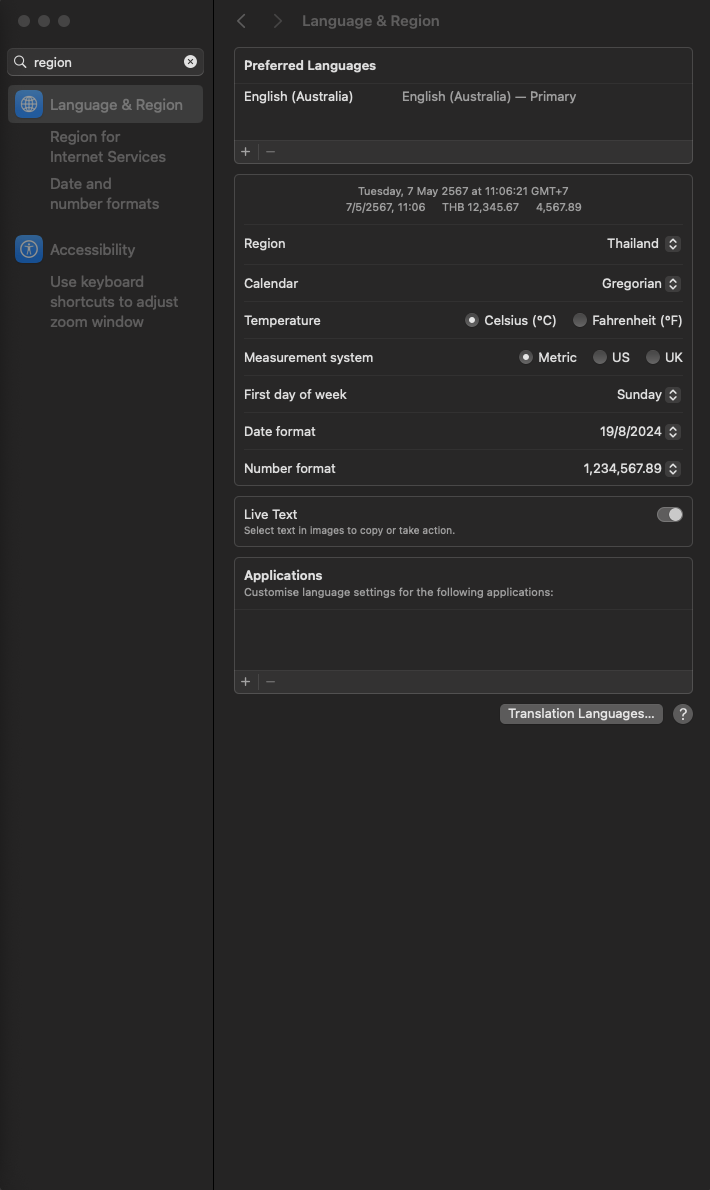 Language & Region
region
Language & Region
Region for
Internet Services
Date and
number formats
Accessibility
Use keyboard
shortcuts to adjust
zoom window
Preferred Languages
English (Australia) English (Australia) — Primary
+ −
Tuesday, 7 May 2567 at 11:06:21 GMT+7
7/5/2567, 11:06 THB 12,345.67 4,567.89
Region Thailand
Calendar Gregorian
Temperature Celsius (°C) Fahrenheit (°F)
Measurement system Metric US UK
First day of week Sunday
Date format 19/8/2024
Number format 1,234,567.89
Live Text
Select text in images to copy or take action.
Applications
Customise language settings for the following applications:
+ −
Translation Languages... ?